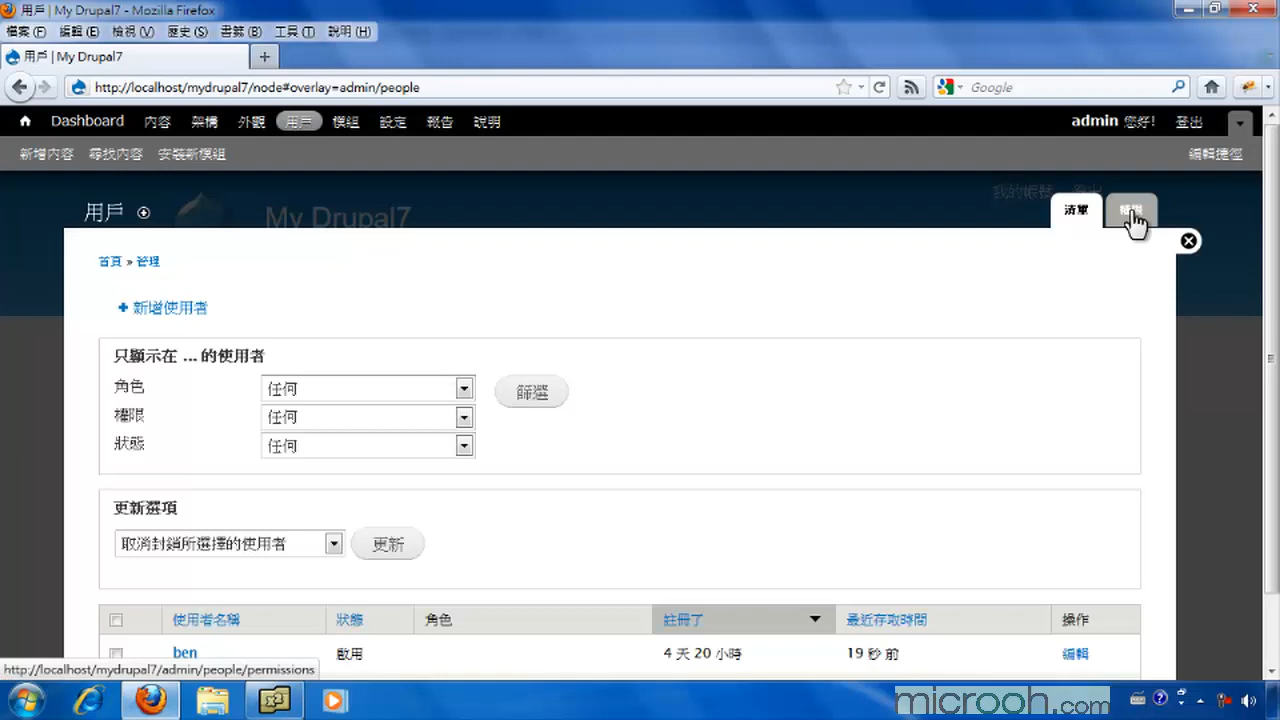 用戶 | My Drupal7 - Mozilla Firefox
檔案(F) 編輯(E) 檢視(V) 歷史(S) 書籤(B) 工具(T) 說明(H)
用戶 | My Drupal7
http://localhost/mydrupal7/node#overlay=admin/people
Google
Dashboard 內容 架構 外觀 用戶 模組 設定 報告 說明 admin 您好! 登出
新增內容 尋找內容 安裝新模組 編輯捷徑
我的帳號 登出
用戶 My Drupal7 清單
首頁 » 管理
新增使用者
只顯示在 ... 的使用者
角色 任何 篩選
權限 任何
狀態 任何
更新選項
取消封鎖所選擇的使用者 更新
使用者名稱 狀態 角色 註冊了 最近存取時間 操作
ben 啟用 4 天 20 小時 19 秒 前 編輯
http://localhost/mydrupal7/admin/people/permissions
microoh.com